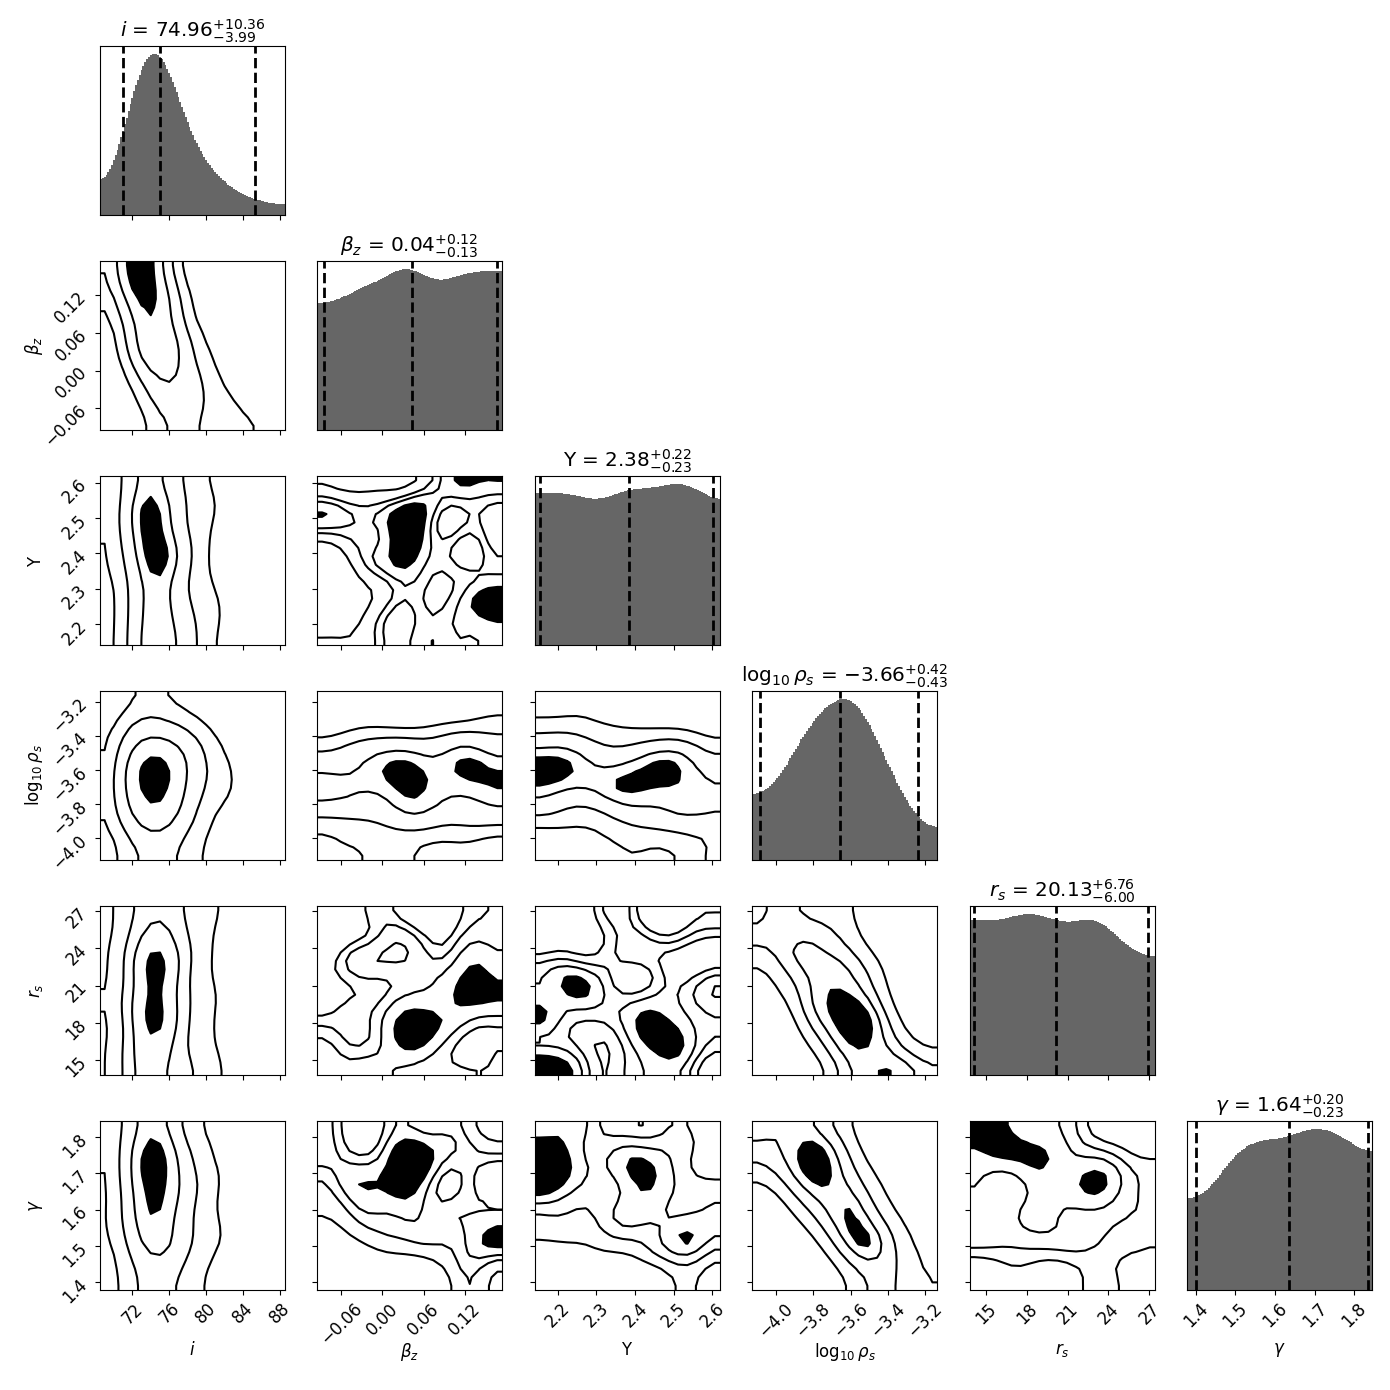 i = 74.96^{+10.36}_{-3.99}
β_z = 0.04^{+0.12}_{-0.13}
0.12
0.06
0.00
−0.06
β_z
Y = 2.38^{+0.22}_{-0.23}
2.6
2.5
2.4
2.3
2.2
Y
log₁₀ ρ_s = −3.66^{+0.42}_{-0.43}
−3.2
−3.4
−3.6
−3.8
−4.0
log₁₀ ρ_s
r_s = 20.13^{+6.76}_{-6.00}
27
24
21
18
15
r_s
γ = 1.64^{+0.20}_{-0.23}
1.8
1.7
1.6
1.5
1.4
γ
72 76 80 84 88
−0.06 0.00 0.06 0.12
2.2 2.3 2.4 2.5 2.6
−4.0 −3.8 −3.6 −3.4 −3.2
15 18 21 24 27
1.4 1.5 1.6 1.7 1.8
i
β_z
Y
log₁₀ ρ_s
r_s
γ